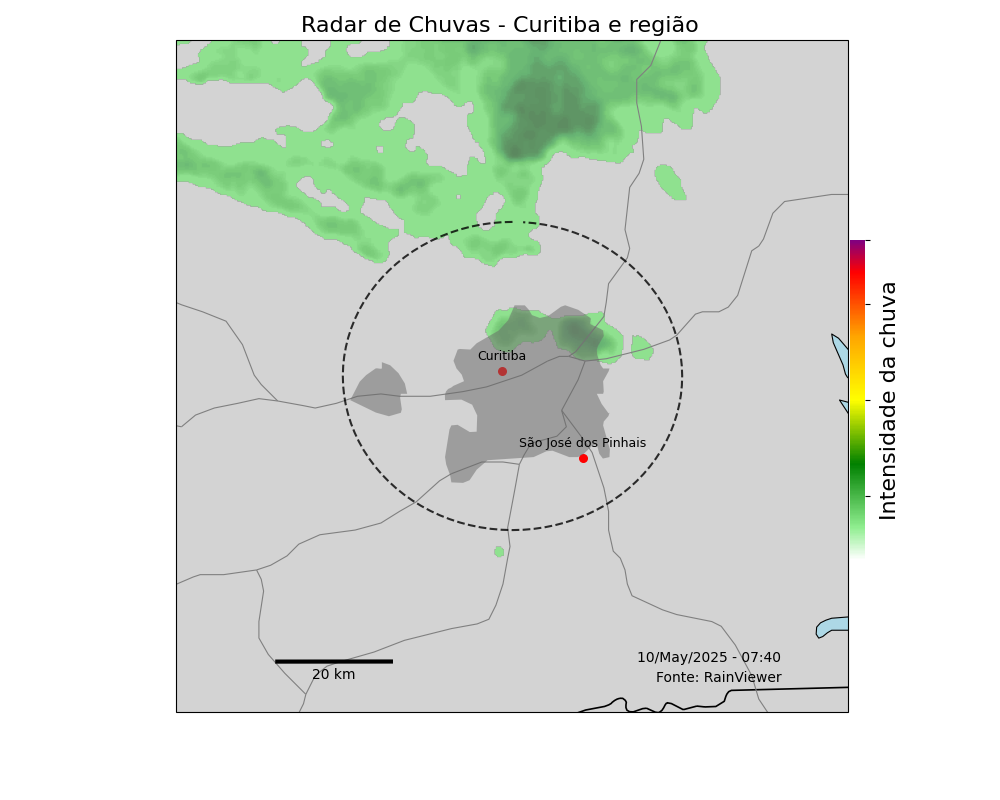 Radar de Chuvas - Curitiba e região
Curitiba
São José dos Pinhais
Intensidade da chuva
20 km
10/May/2025 - 07:40
Fonte: RainViewer